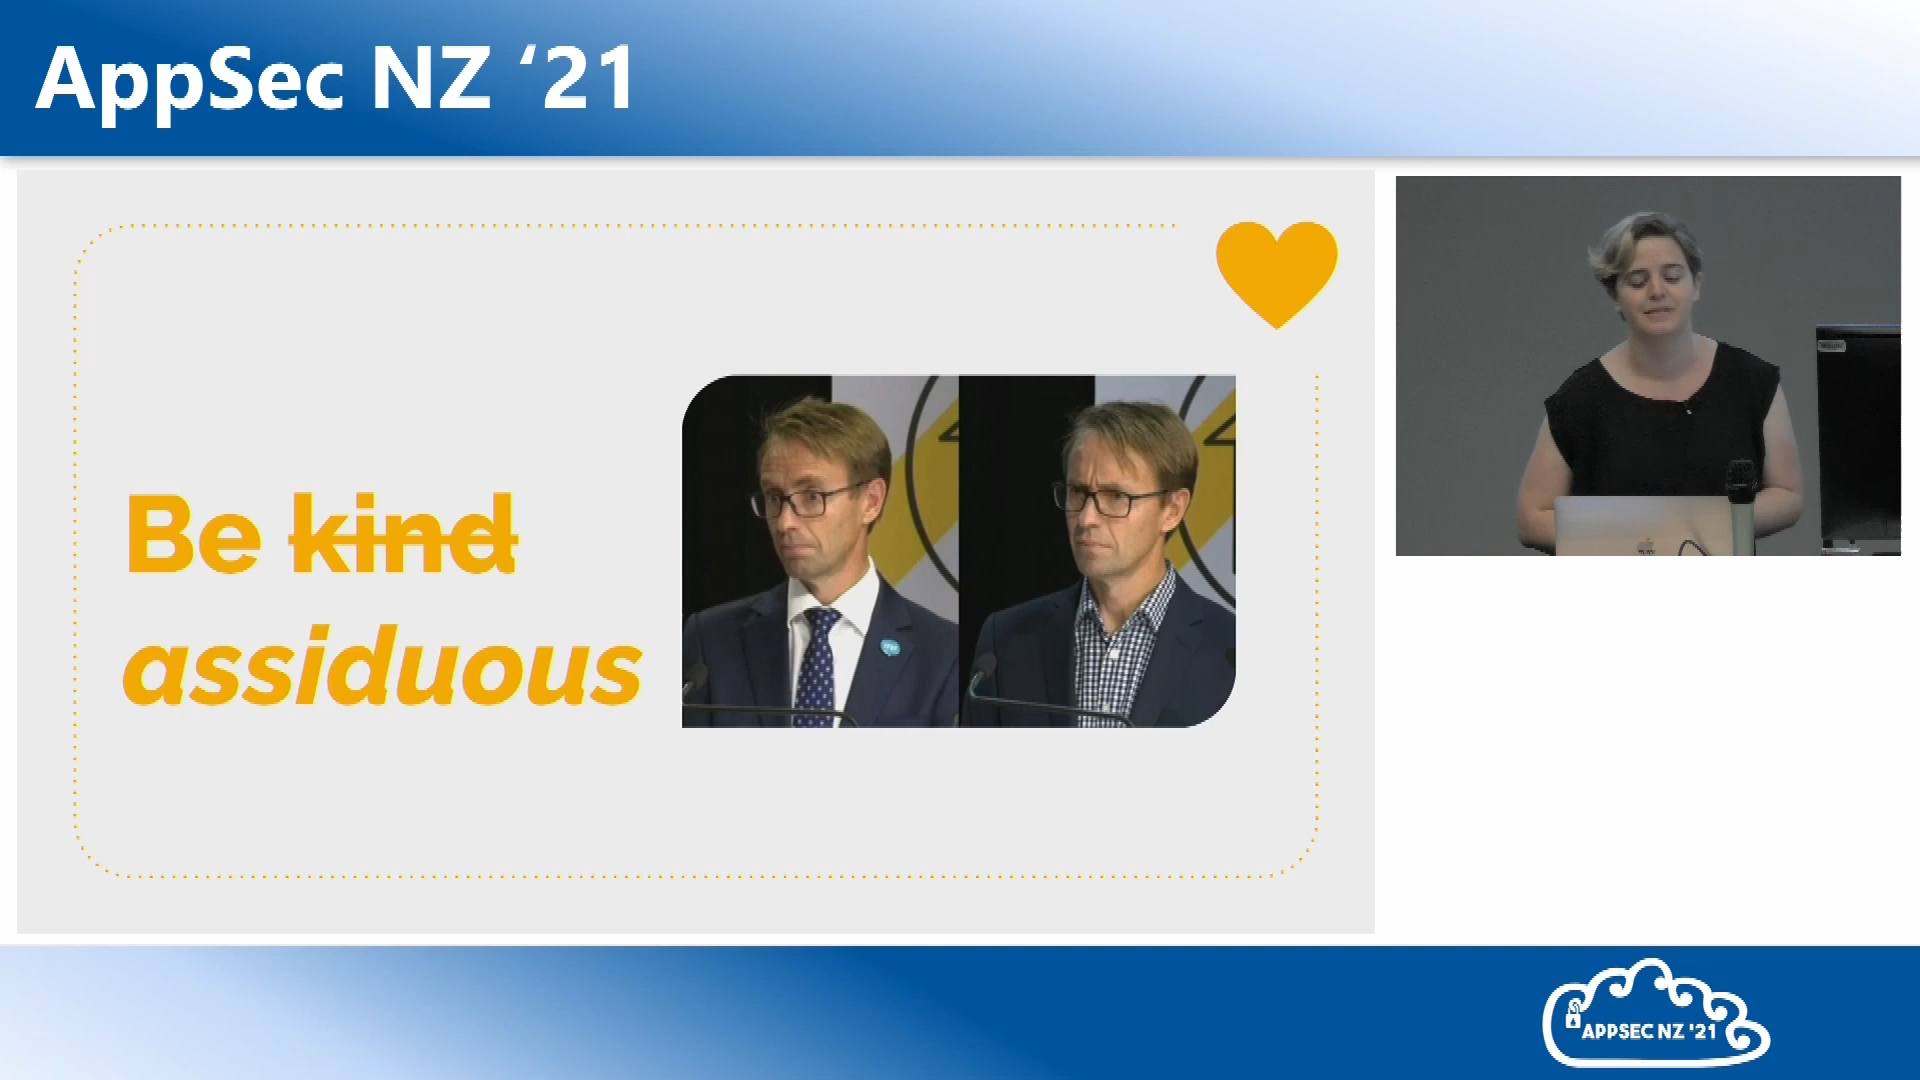 AppSec NZ ‘21
Be kind
assiduous
APPSEC NZ '21